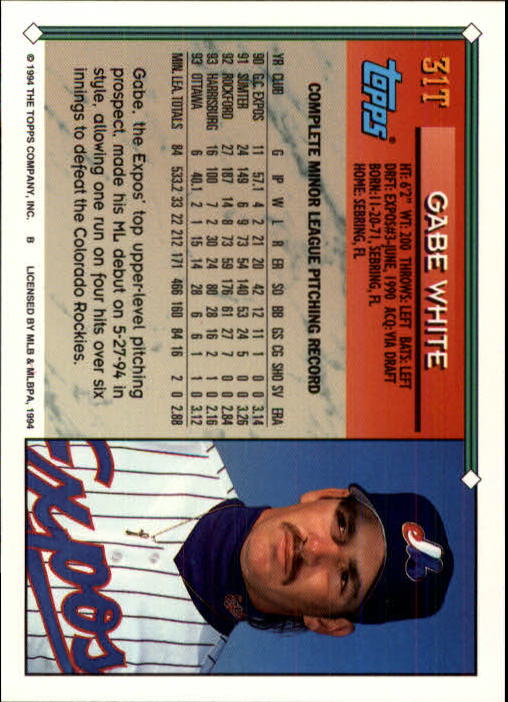 31T
topps
GABE WHITE
HT: 6'2" WT: 200 THROWS: LEFT BATS: LEFT
DRFT: EXPOS#3-JUNE, 1990 ACQ: VIA DRAFT
BORN: 11-20-71, SEBRING, FL
HOME: SEBRING, FL
COMPLETE MINOR LEAGUE PITCHING RECORD
YR CLUB G IP W L R ER SO BB GS CG SHO SV ERA
90 G.C. EXPOS 11 57.1 4 2 21 20 42 12 11 1 0 0 3.14
91 SUMTER 24 149 6 9 73 54 140 53 24 5 0 0 3.26
92 ROCKFORD 27 187 14 8 73 59 176 61 27 7 0 0 2.84
93 HARRISBURG 16 100 7 2 30 24 80 28 16 2 1 0 2.16
93 OTTAWA 6 40.1 2 1 15 14 28 6 6 1 1 0 3.12
MIN. LEA. TOTALS 84 533.2 33 22 212 171 466 160 84 16 2 0 2.88
Gabe, the Expos' top upper-level pitching
prospect, made his ML debut on 5-27-94 in
style, allowing one run on four hits over six
innings to defeat the Colorado Rockies.
© 1994 THE TOPPS COMPANY, INC. B LICENSED BY MLB & MLBPA, 1994
Expos